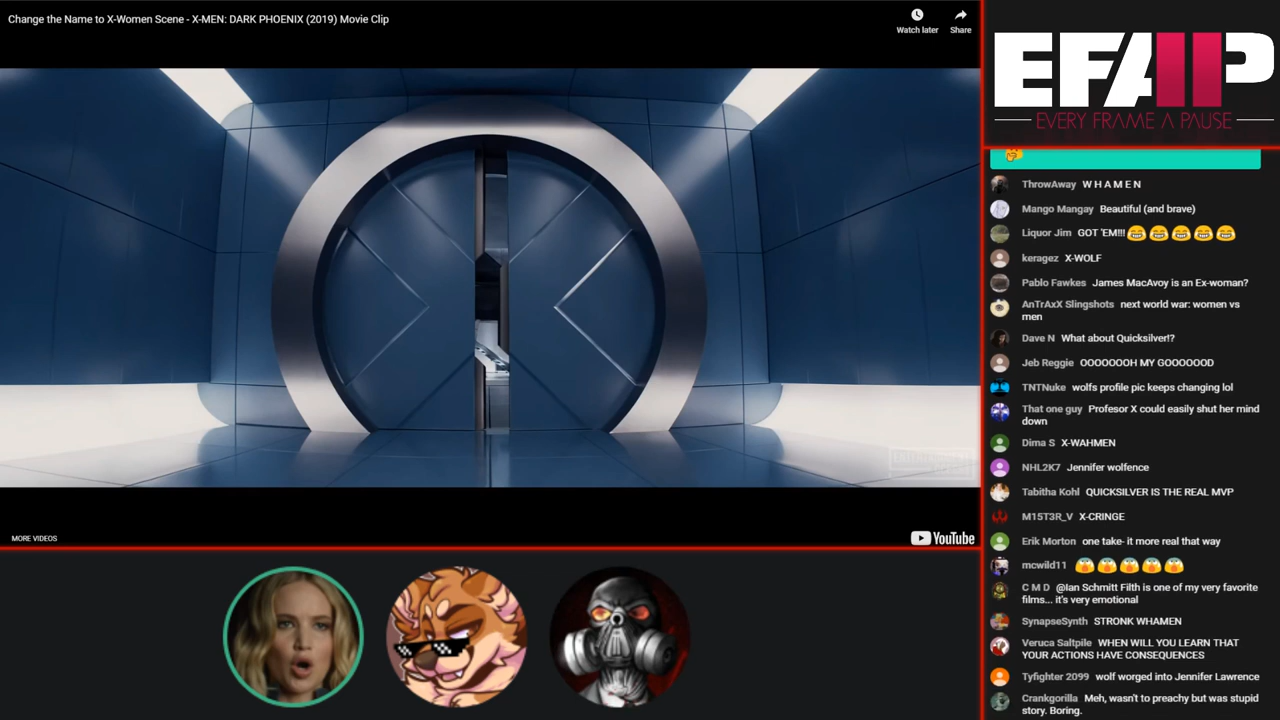 Change the Name to X-Women Scene - X-MEN: DARK PHOENIX (2019) Movie Clip
Watch later
Share
EFAP
EVERY FRAME A PAUSE
ThrowAway W H A M E N
Mango Mangay Beautiful (and brave)
Liquor Jim GOT 'EM!!!
keragez X-WOLF
Pablo Fawkes James MacAvoy is an Ex-woman?
AnTrAxX Slingshots next world war: women vs
men
Dave N What about Quicksilver!?
Jeb Reggie OOOOOOOH MY GOOOOOOD
TNTNuke wolfs profile pic keeps changing lol
That one guy Profesor X could easily shut her mind
down
Dima S X-WAHMEN
NHL2K7 Jennifer wolfence
Tabitha Kohl QUICKSILVER IS THE REAL MVP
M15T3R_V X-CRINGE
Erik Morton one take- it more real that way
mcwild11
C M D @Ian Schmitt Filth is one of my very favorite
films... it's very emotional
SynapseSynth STRONK WHAMEN
Veruca Saltpile WHEN WILL YOU LEARN THAT
YOUR ACTIONS HAVE CONSEQUENCES
Tyfighter 2099 wolf worged into Jennifer Lawrence
Crankgorilla Meh, wasn't to preachy but was stupid
story. Boring.
MORE VIDEOS
YouTube